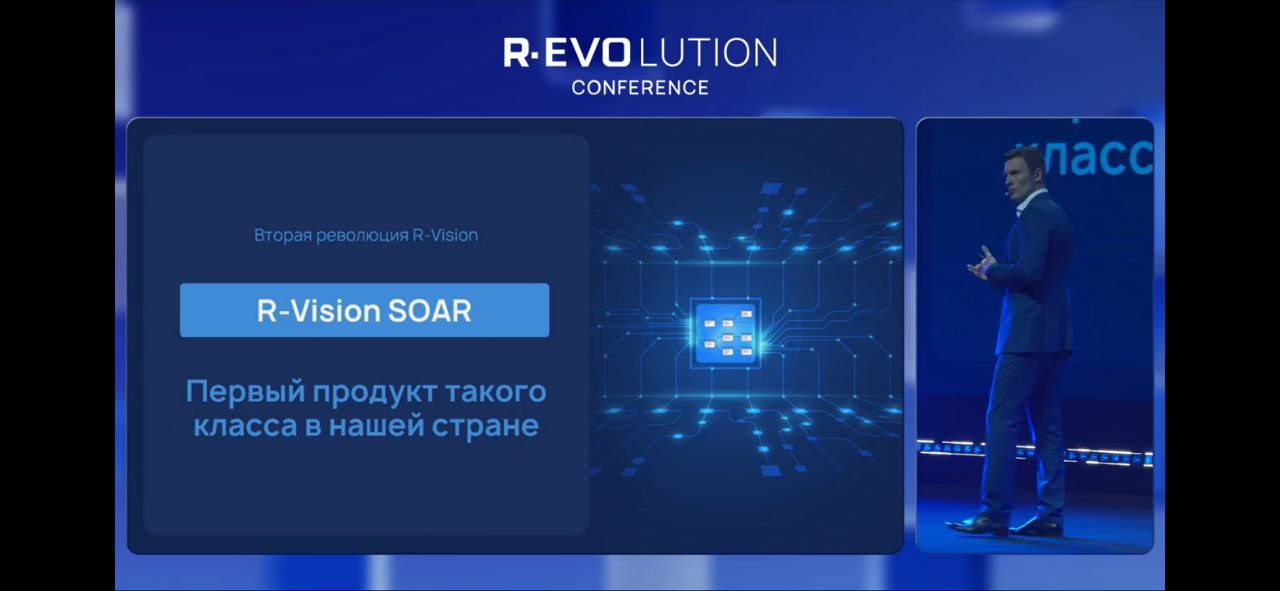 R·EVOLUTION
CONFERENCE
Вторая революция R-Vision
R-Vision SOAR
Первый продукт такого
класса в нашей стране
класс